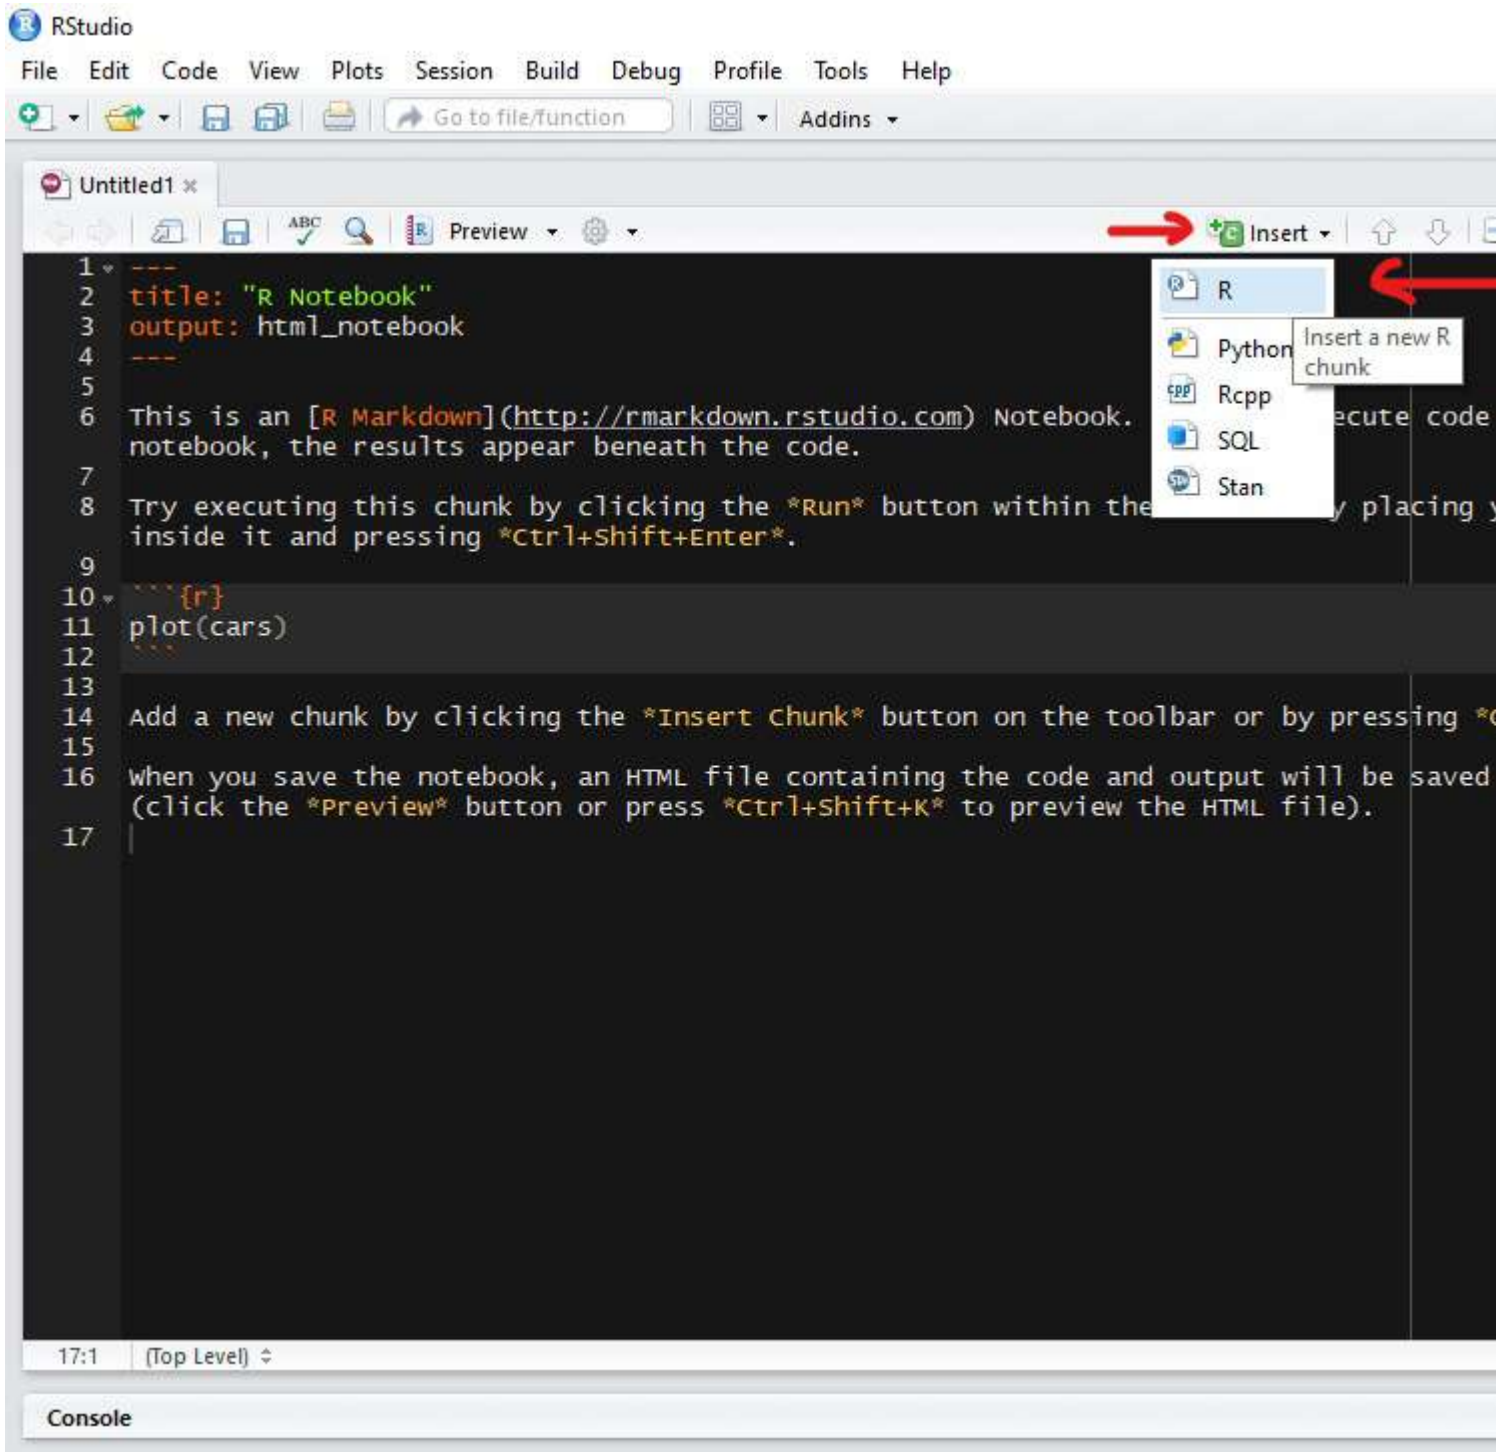 RStudio
File Edit Code View Plots Session Build Debug Profile Tools Help
Go to file/function Addins
Untitled1
ABC Preview Insert
1 ---
2 title: "R Notebook"
3 output: html_notebook
4 ---
5
6 This is an [R Markdown](http://rmarkdown.rstudio.com) Notebook. ecute code
notebook, the results appear beneath the code.
7
8 Try executing this chunk by clicking the *Run* button within the y placing y
inside it and pressing *Ctrl+Shift+Enter*.
9
10 ```{r}
11 plot(cars)
12 ```
13
14 Add a new chunk by clicking the *Insert Chunk* button on the toolbar or by pressing *C
15
16 When you save the notebook, an HTML file containing the code and output will be saved
(click the *Preview* button or press *Ctrl+Shift+K* to preview the HTML file).
17
R
Python
Rcpp
SQL
Stan
Insert a new R
chunk
17:1 (Top Level)
Console